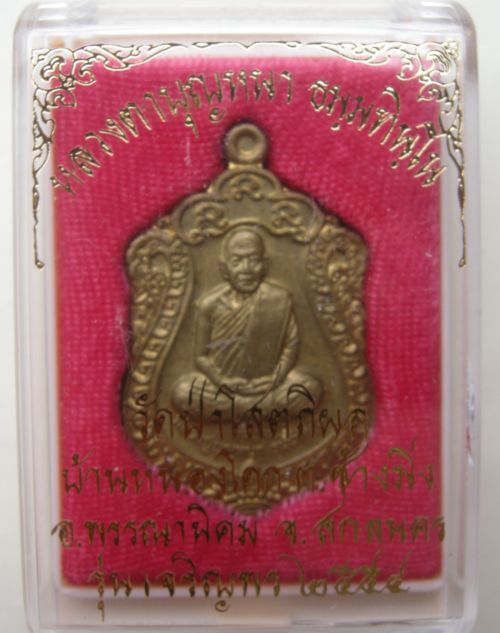 หลวงตาบุญหนา ธมฺมทินฺโน
วัดป่าโสตถิผล
บ้านหนองโดก ต.ช้างมิ่ง
อ.พรรณานิคม จ.สกลนคร
รุ่นเจริญพร ๒๕๕๔